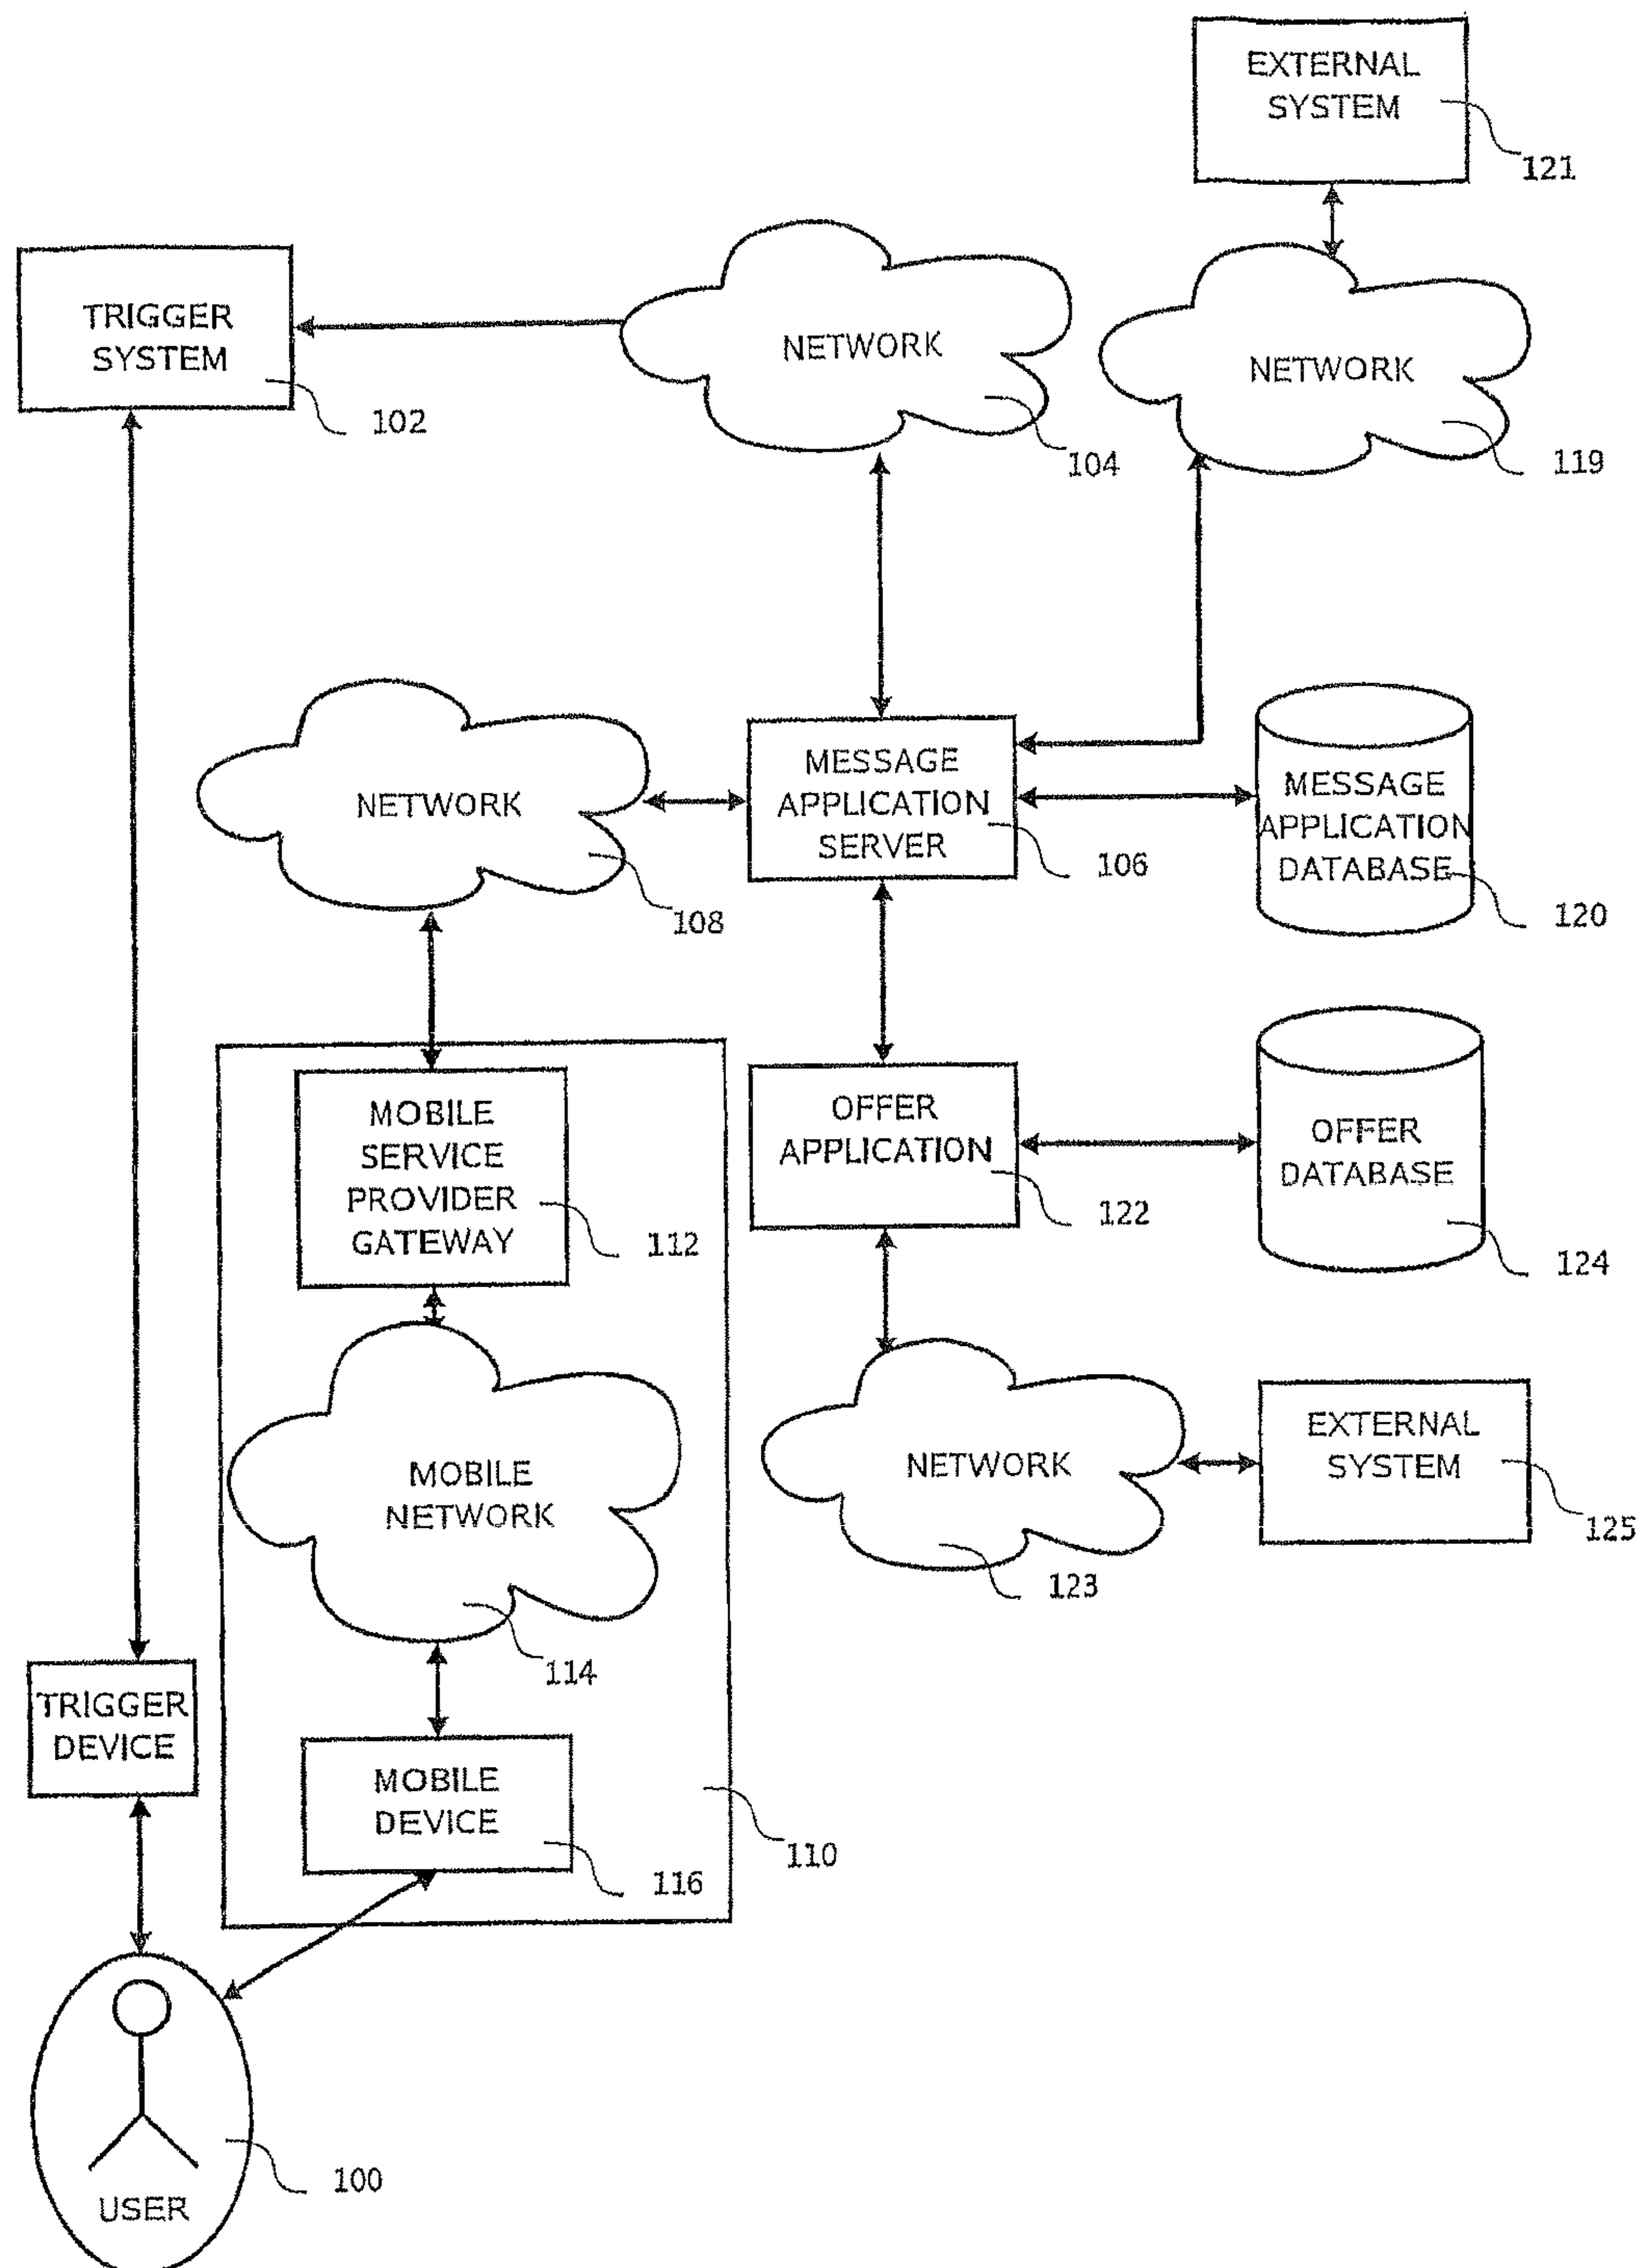 EXTERNAL
SYSTEM
121
TRIGGER
SYSTEM
102
NETWORK
104
NETWORK
119
NETWORK
108
MESSAGE
APPLICATION
SERVER
106
MESSAGE
APPLICATION
DATABASE
120
MOBILE
SERVICE
PROVIDER
GATEWAY
112
OFFER
APPLICATION
122
OFFER
DATABASE
124
MOBILE
NETWORK
114
NETWORK
123
EXTERNAL
SYSTEM
125
TRIGGER
DEVICE
MOBILE
DEVICE
116
110
USER
100